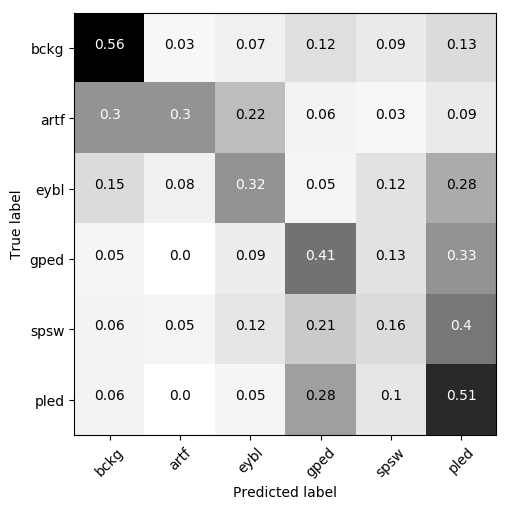 True label
bckg 0.56 0.03 0.07 0.12 0.09 0.13
artf 0.3 0.3 0.22 0.06 0.03 0.09
eybl 0.15 0.08 0.32 0.05 0.12 0.28
gped 0.05 0.0 0.09 0.41 0.13 0.33
spsw 0.06 0.05 0.12 0.21 0.16 0.4
pled 0.06 0.0 0.05 0.28 0.1 0.51
bckg artf eybl gped spsw pled
Predicted label